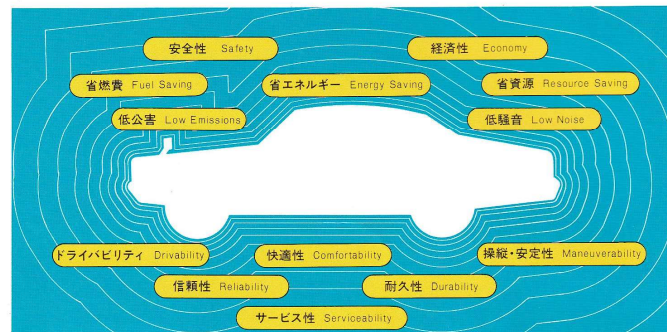 安全性 Safety
経済性 Economy
省燃費 Fuel Saving
省エネルギー Energy Saving
省資源 Resource Saving
低公害 Low Emissions
低騒音 Low Noise
ドライバビリティ Drivability
快適性 Comfortability
操縦・安定性 Maneuverability
信頼性 Reliability
耐久性 Durability
サービス性 Serviceability